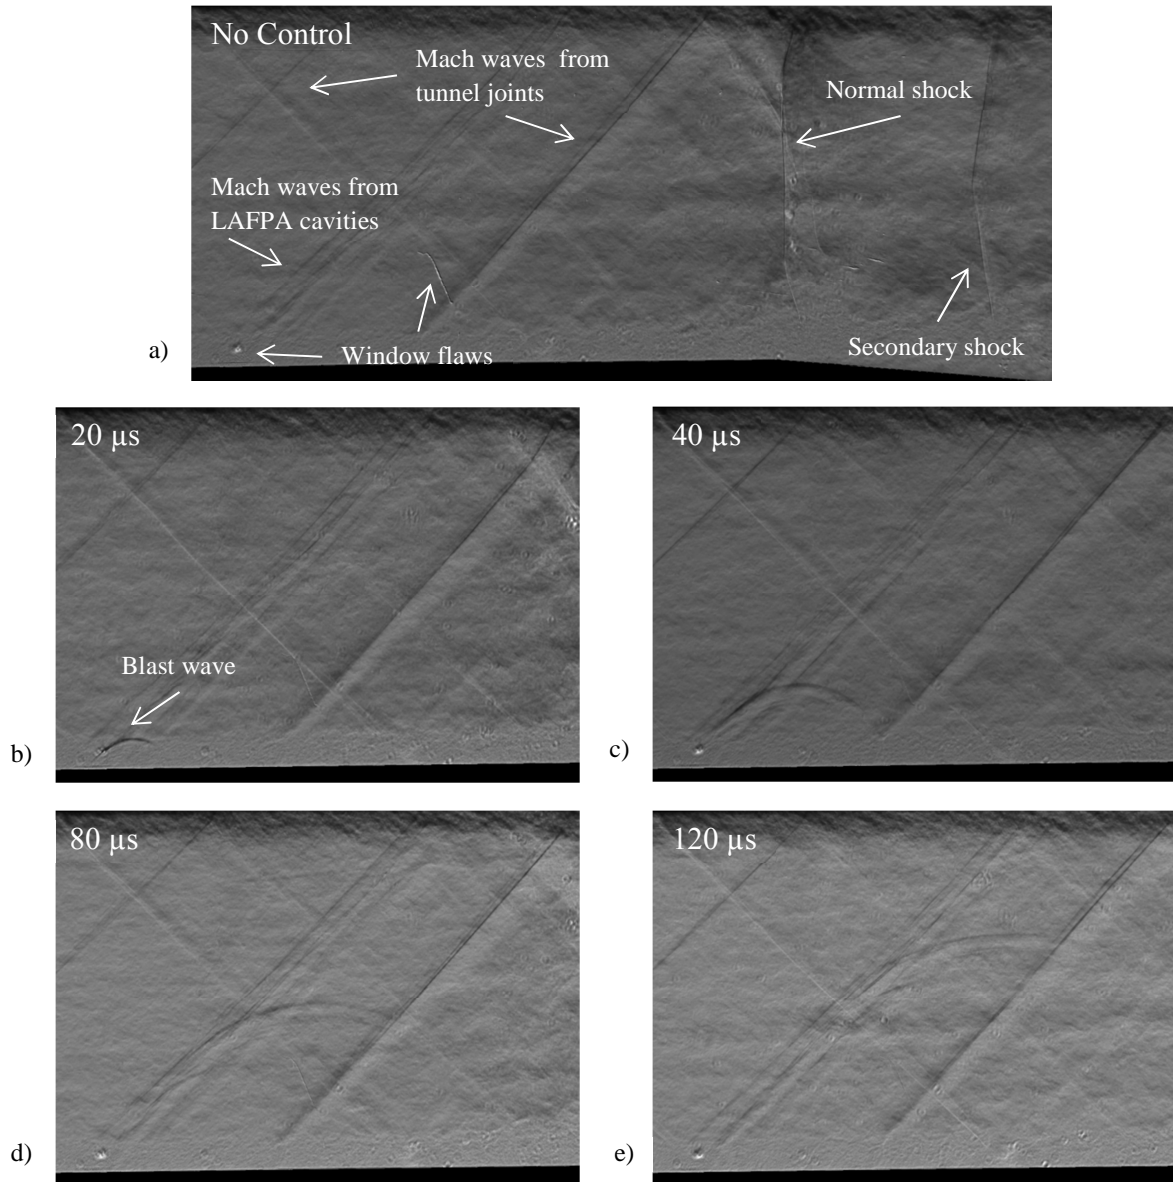 No Control
Mach waves from
tunnel joints
Normal shock
Mach waves from
LAFPA cavities
Window flaws
Secondary shock
a)
20 µs
40 µs
Blast wave
b)
c)
80 µs
120 µs
d)
e)